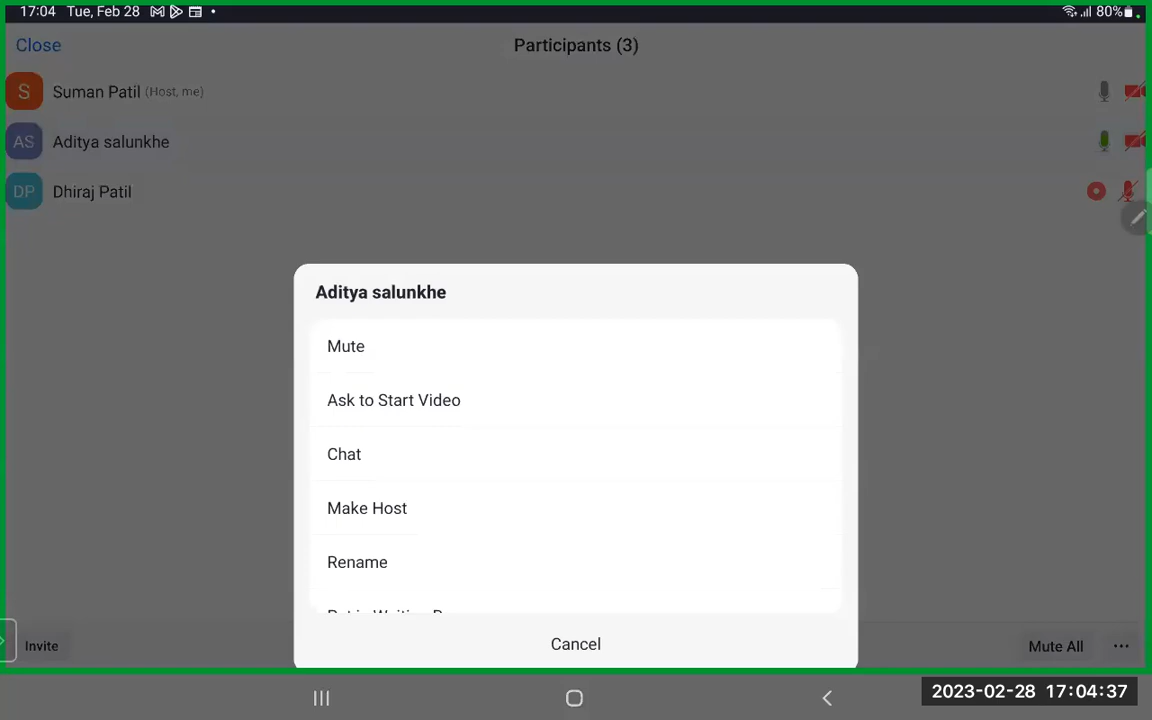 17:04 Tue, Feb 28 80%
Close Participants (3)
S Suman Patil (Host, me)
AS Aditya salunkhe
DP Dhiraj Patil
Aditya salunkhe
Mute
Ask to Start Video
Chat
Make Host
Rename
Cancel
Invite Mute All ...
2023-02-28 17:04:37